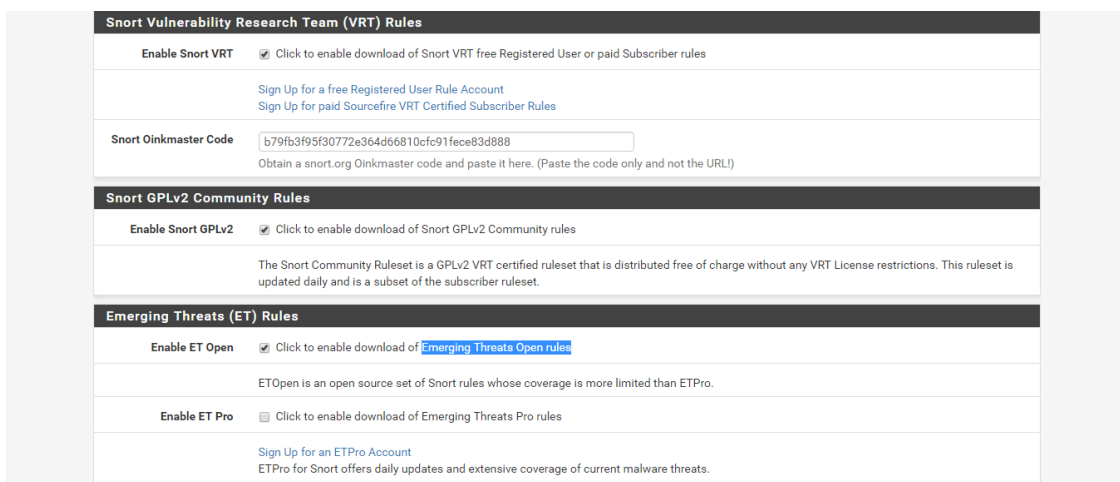 Snort Vulnerability Research Team (VRT) Rules
Enable Snort VRT Click to enable download of Snort VRT free Registered User or paid Subscriber rules
Sign Up for a free Registered User Rule Account
Sign Up for paid Sourcefire VRT Certified Subscriber Rules
Snort Oinkmaster Code b79fb3f95f30772e364d66810cfc91fece83d888
Obtain a snort.org Oinkmaster code and paste it here. (Paste the code only and not the URL!)
Snort GPLv2 Community Rules
Enable Snort GPLv2 Click to enable download of Snort GPLv2 Community rules
The Snort Community Ruleset is a GPLv2 VRT certified ruleset that is distributed free of charge without any VRT License restrictions. This ruleset is
updated daily and is a subset of the subscriber ruleset.
Emerging Threats (ET) Rules
Enable ET Open Click to enable download of Emerging Threats Open rules
ETOpen is an open source set of Snort rules whose coverage is more limited than ETPro.
Enable ET Pro Click to enable download of Emerging Threats Pro rules
Sign Up for an ETPro Account
ETPro for Snort offers daily updates and extensive coverage of current malware threats.